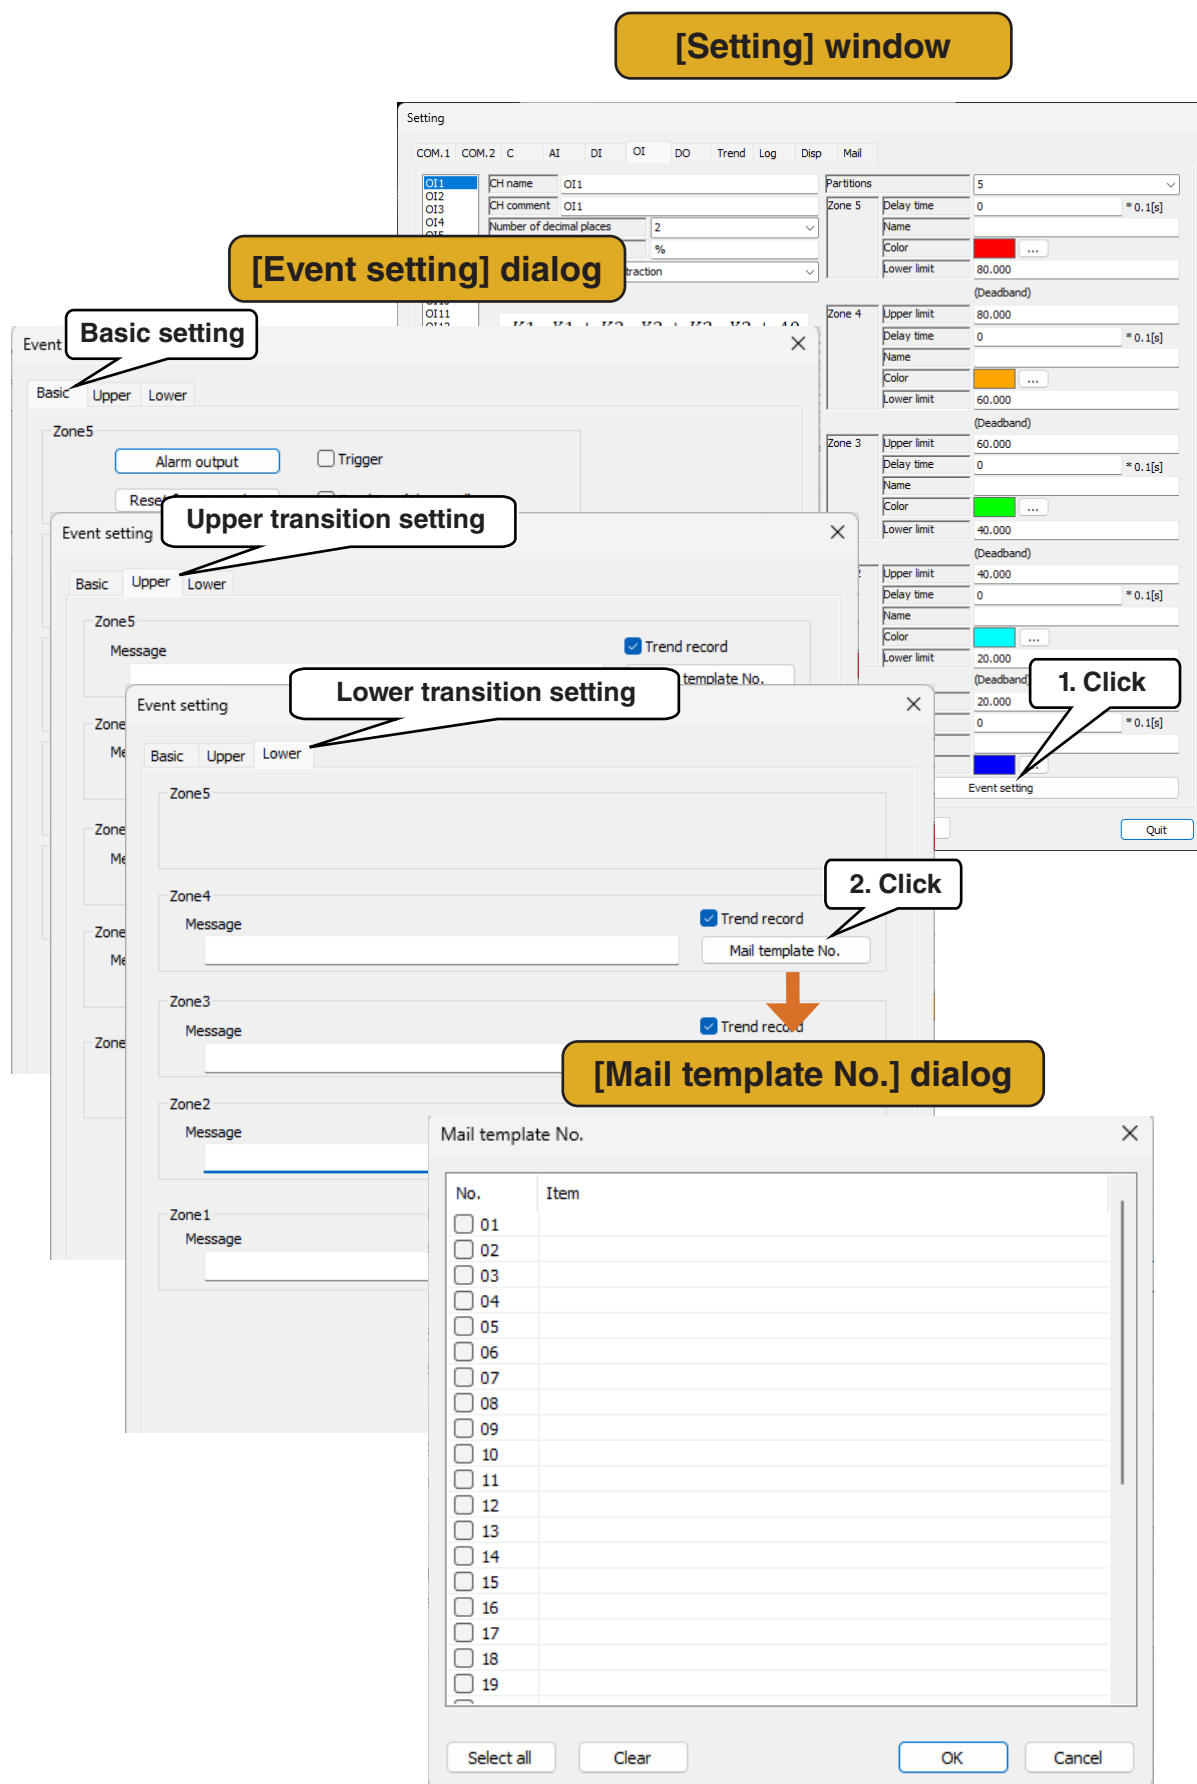 [Setting] window
Setting
COM.1 COM.2 C AI DI OI DO Trend Log Disp Mail
OI1
OI2
OI3
OI4
OI11
CH name OI1
CH comment OI1
Number of decimal places 2
%
Partitions 5
Zone 5 Delay time 0 * 0.1[s]
Name
Color ...
Lower limit 80.000
(Deadband)
Zone 4 Upper limit 80.000
Delay time 0 * 0.1[s]
Name
Color ...
Lower limit 60.000
(Deadband)
Zone 3 Upper limit 60.000
Delay time 0 * 0.1[s]
Name
Color ...
Lower limit 40.000
(Deadband)
Upper limit 40.000
Delay time 0 * 0.1[s]
Name
Color ...
Lower limit 20.000
(Deadband)
20.000
0 * 0.1[s]
Event setting
Quit
1. Click
[Event setting] dialog
Basic setting
Event
Basic Upper Lower
Zone5
Alarm output Trigger
Upper transition setting
Event setting
Basic Upper Lower
Zone5
Message Trend record
template No.
Lower transition setting
Event setting
Basic Upper Lower
Zone5
Zone4
Message Trend record
Mail template No.
2. Click
Zone3
Message Trend record
Zone2
Message
Zone1
Message
[Mail template No.] dialog
Mail template No.
No. Item
01
02
03
04
05
06
07
08
09
10
11
12
13
14
15
16
17
18
19
Select all Clear OK Cancel